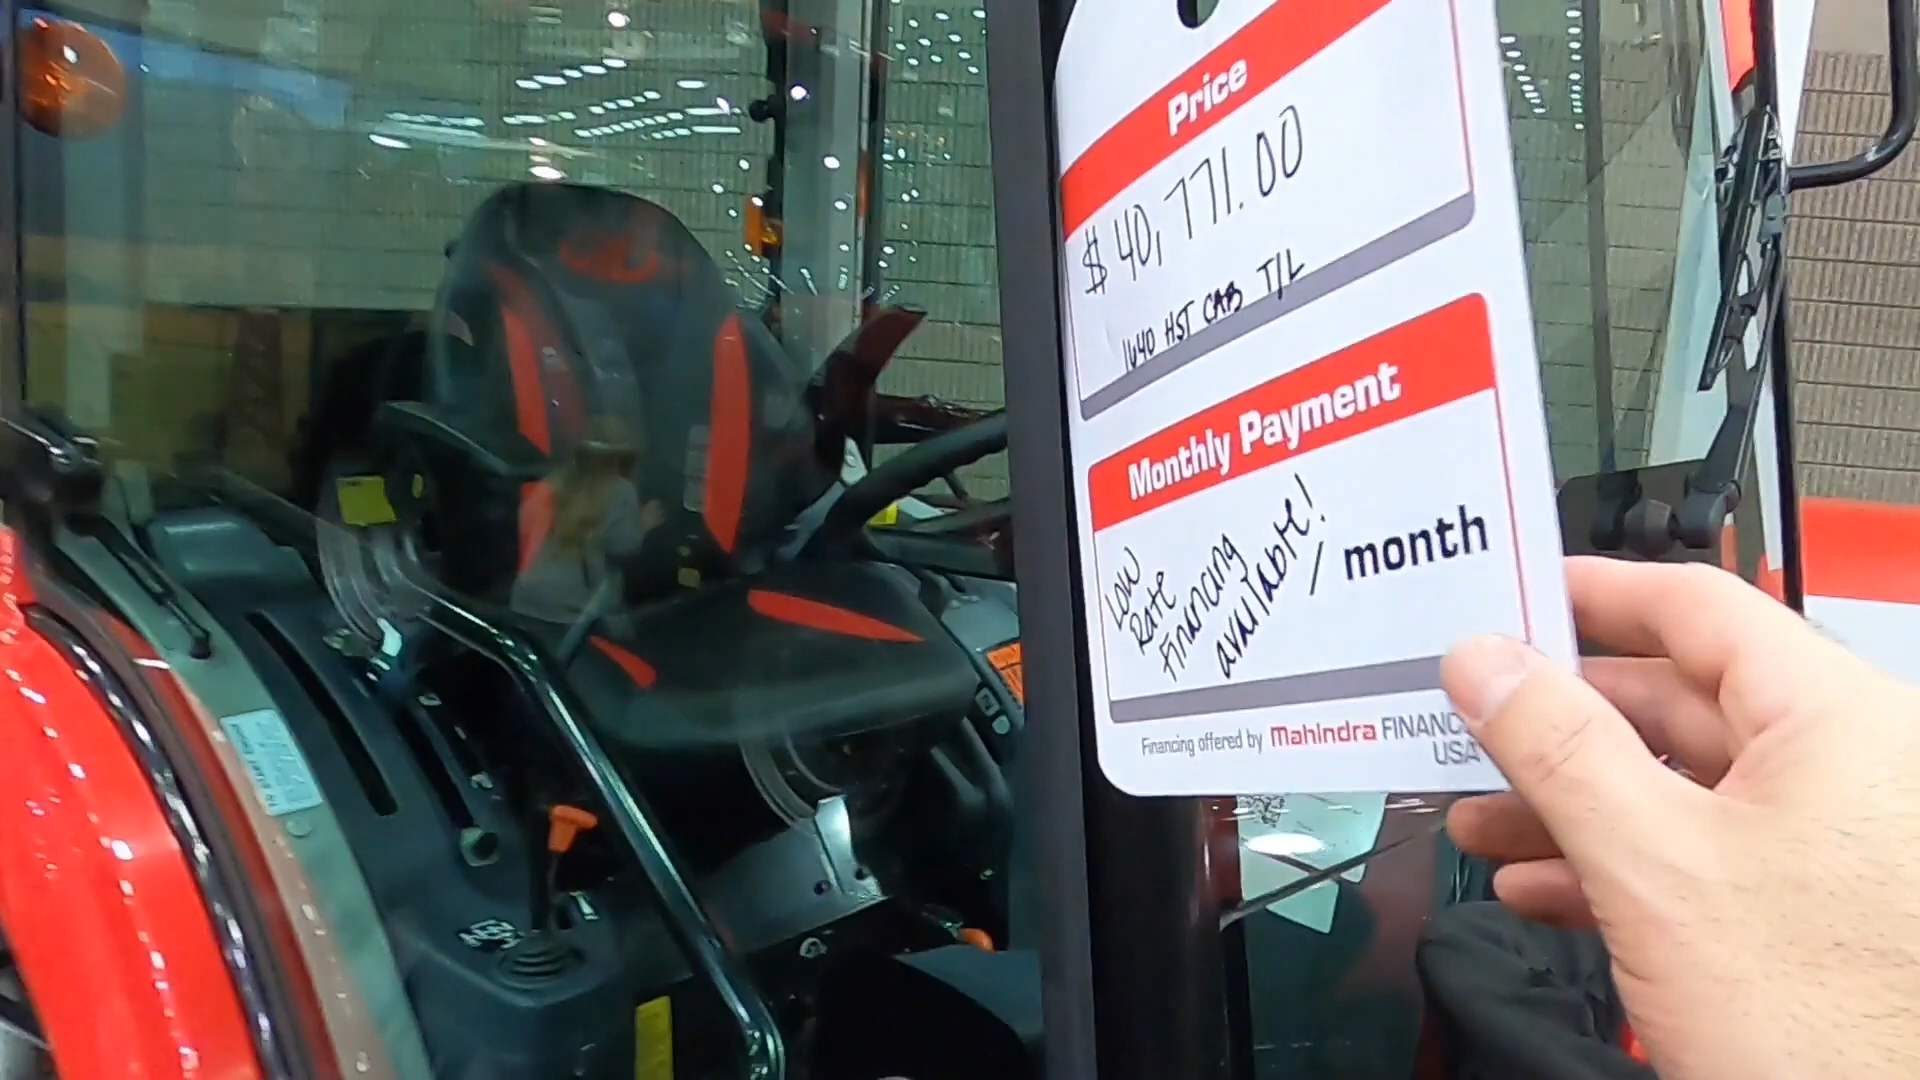 Price
$ 40,771.00
1640 HST CAB T/L
Monthly Payment
Low
Rate
Financing
available!
/ month
Financing offered by Mahindra FINANC
USA